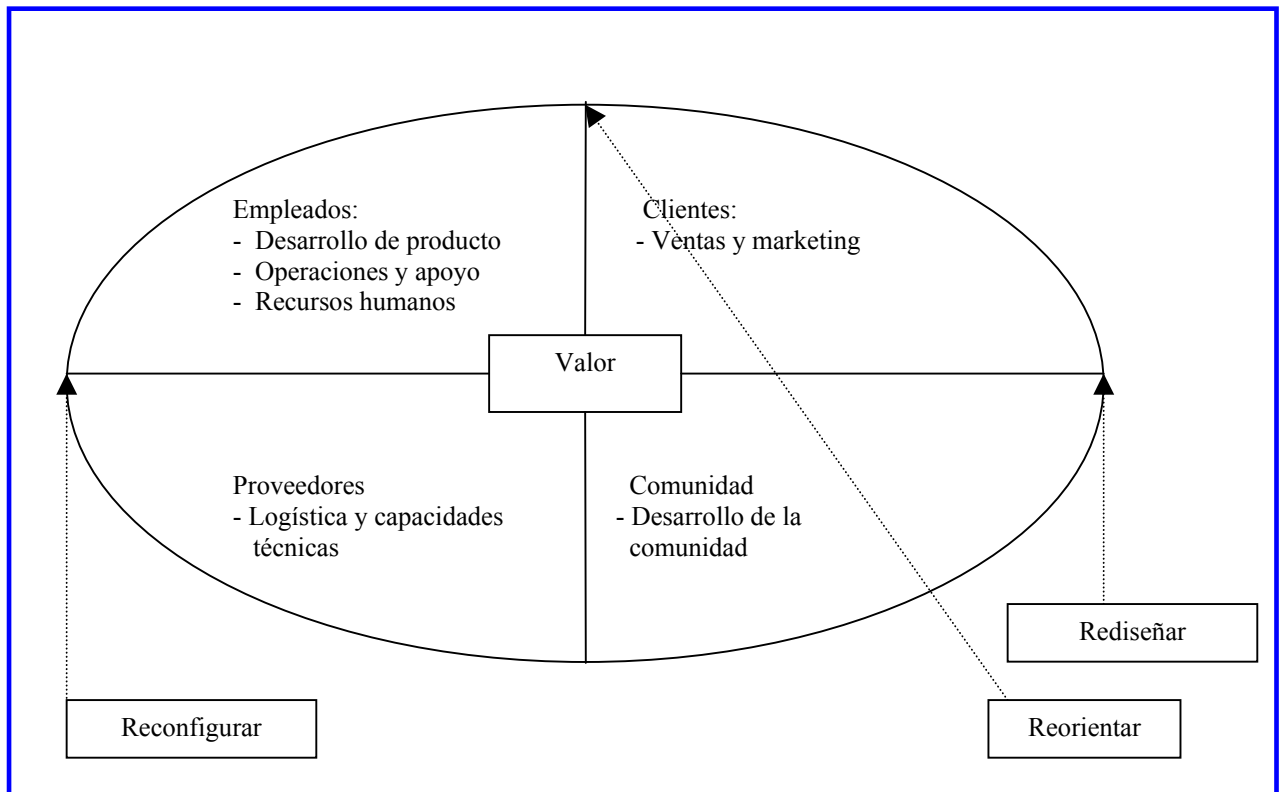 Empleados:
- Desarrollo de producto
- Operaciones y apoyo
- Recursos humanos
Clientes:
- Ventas y marketing
Valor
Proveedores
- Logística y capacidades
técnicas
Comunidad
- Desarrollo de la
comunidad
Rediseñar
Reconfigurar
Reorientar